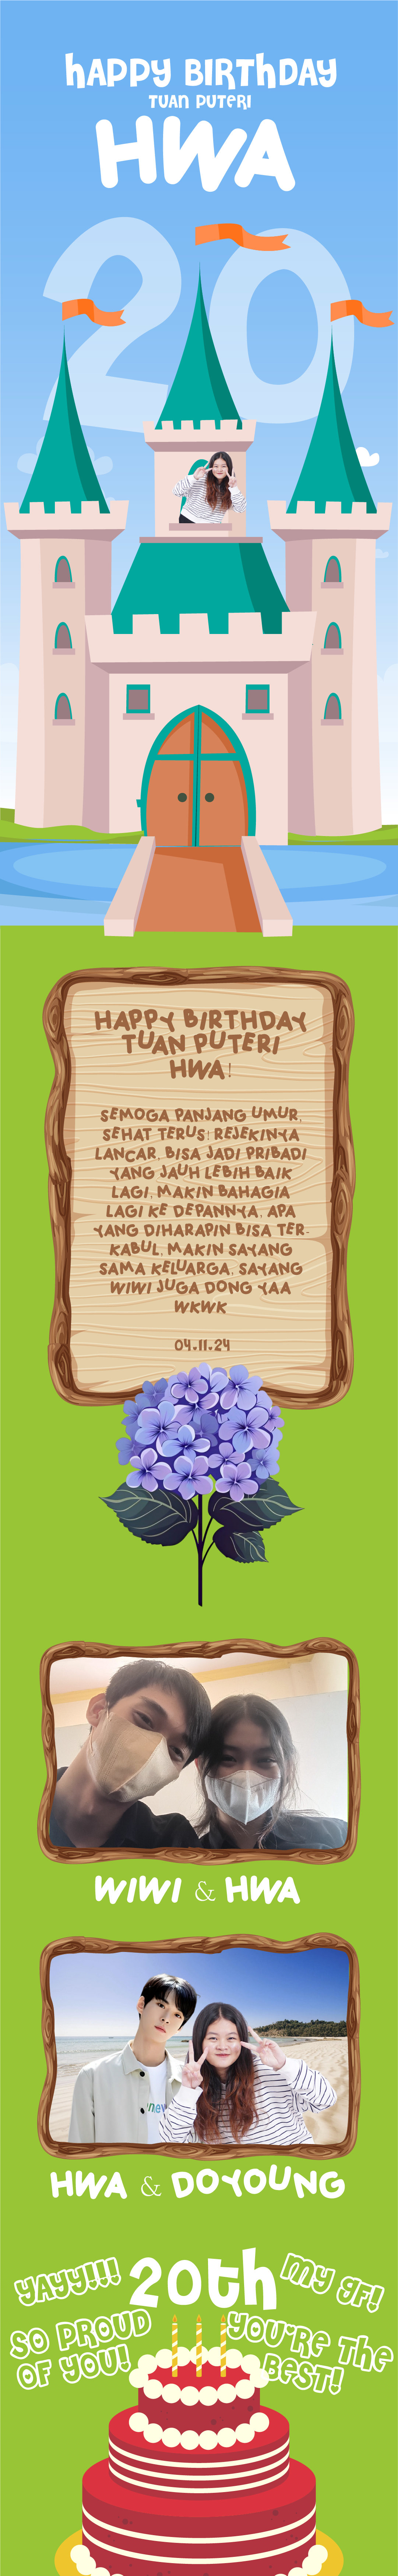 HAPPY BIRTHDAY
TUAN PUTERI
HWA
20
HAPPY BIRTHDAY
TUAN PUTERI
HWA!
SEMOGA PANJANG UMUR,
SEHAT TERUS! REJEKINYA
LANCAR, BISA JADI PRIBADI
YANG JAUH LEBIH BAIK
LAGI, MAKIN BAHAGIA
LAGI KE DEPANNYA, APA
YANG DIHARAPIN BISA TER-
KABUL, MAKIN SAYANG
SAMA KELUARGA, SAYANG
WIWI JUGA DONG YAA
WKWK
04.11.24
WIWI & HWA
HWA & DOYOUNG
YAYY!!!
20th
MY GF!
SO PROUD
OF YOU!
YOU'RE THE
BEST!